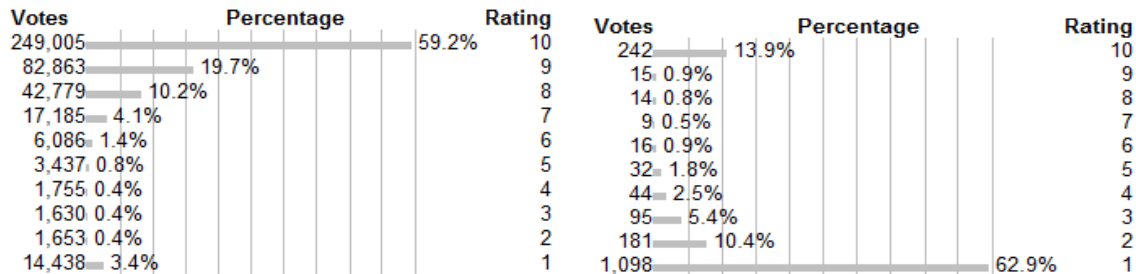 Votes Percentage Rating
249,005 59.2% 10
82,863 19.7% 9
42,779 10.2% 8
17,185 4.1% 7
6,086 1.4% 6
3,437 0.8% 5
1,755 0.4% 4
1,630 0.4% 3
1,653 0.4% 2
14,438 3.4% 1
Votes Percentage Rating
242 13.9% 10
15 0.9% 9
14 0.8% 8
9 0.5% 7
16 0.9% 6
32 1.8% 5
44 2.5% 4
95 5.4% 3
181 10.4% 2
1,098 62.9% 1